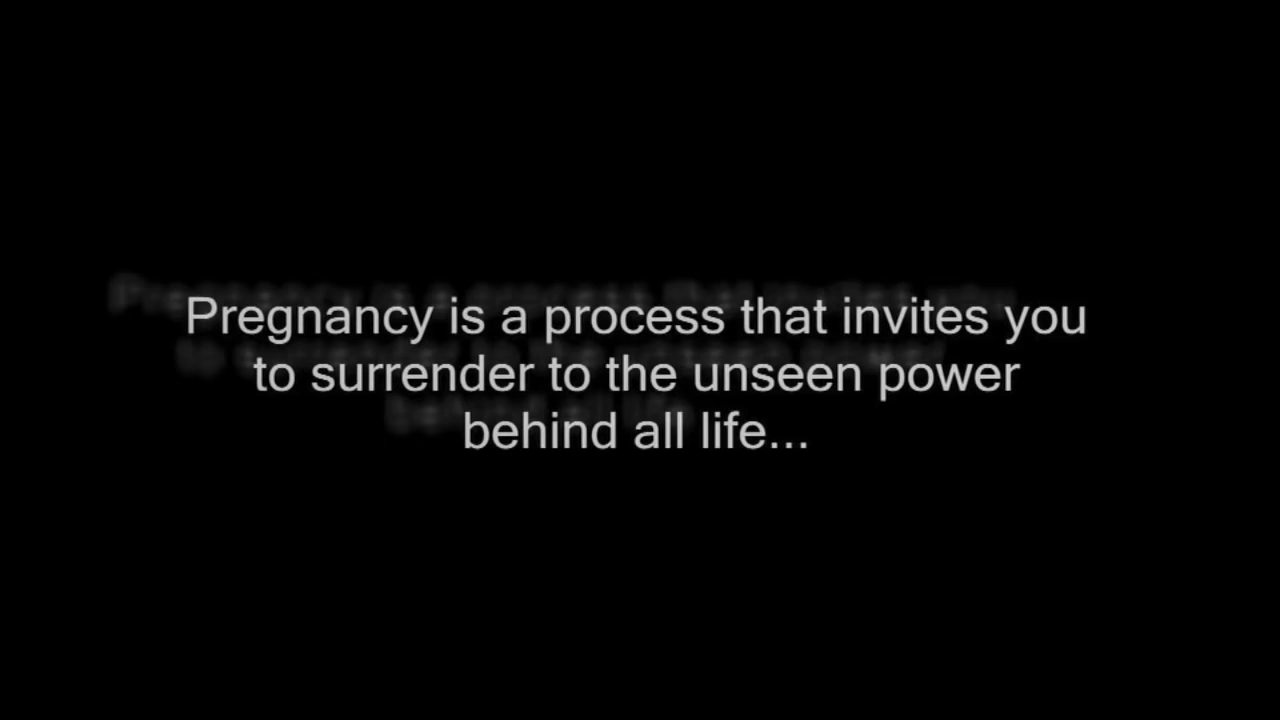 Pregnancy is a process that invites you
to surrender to the unseen power
behind all life...